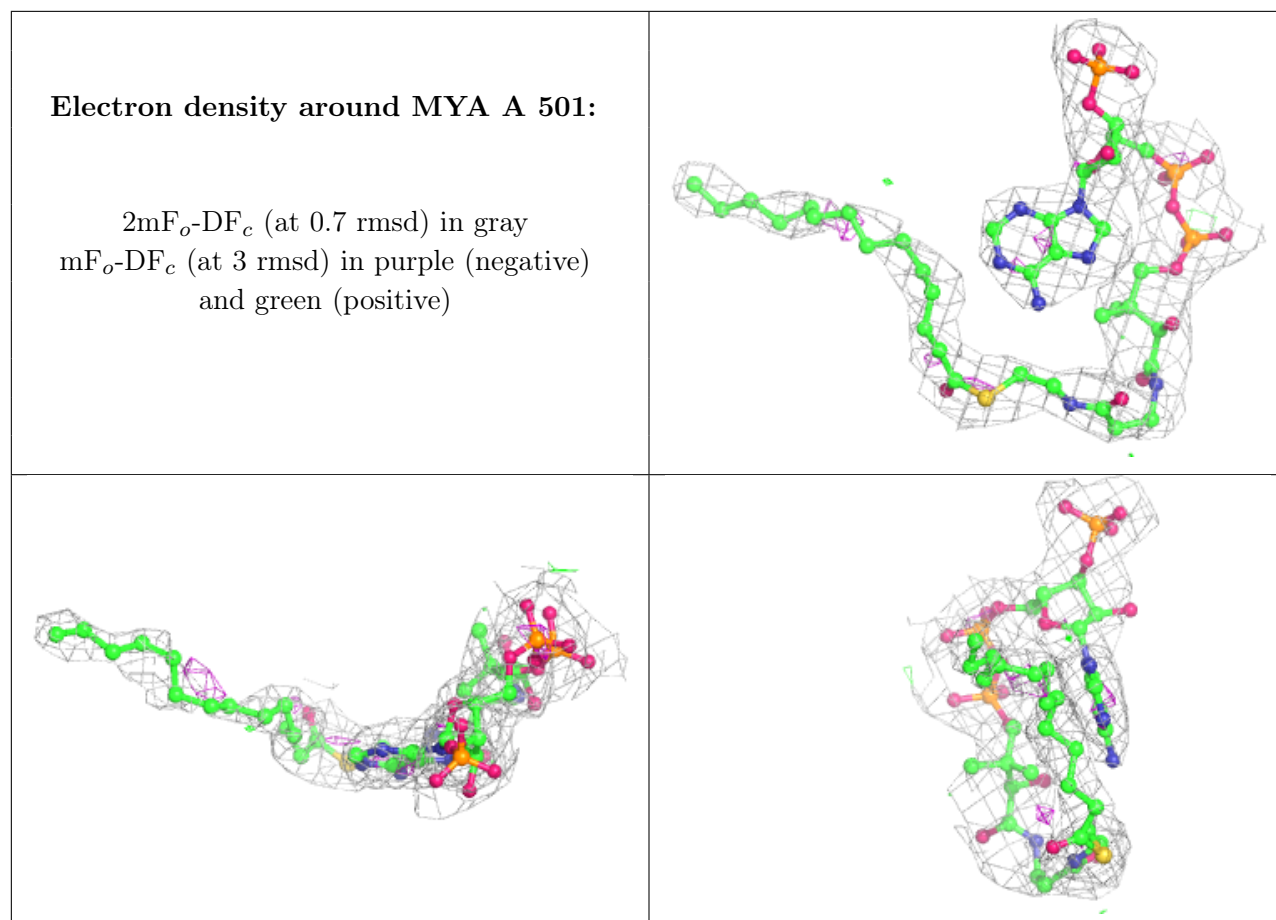 Electron density around MYA A 501:
2mFo-DFc (at 0.7 rmsd) in gray
mFo-DFc (at 3 rmsd) in purple (negative)
and green (positive)